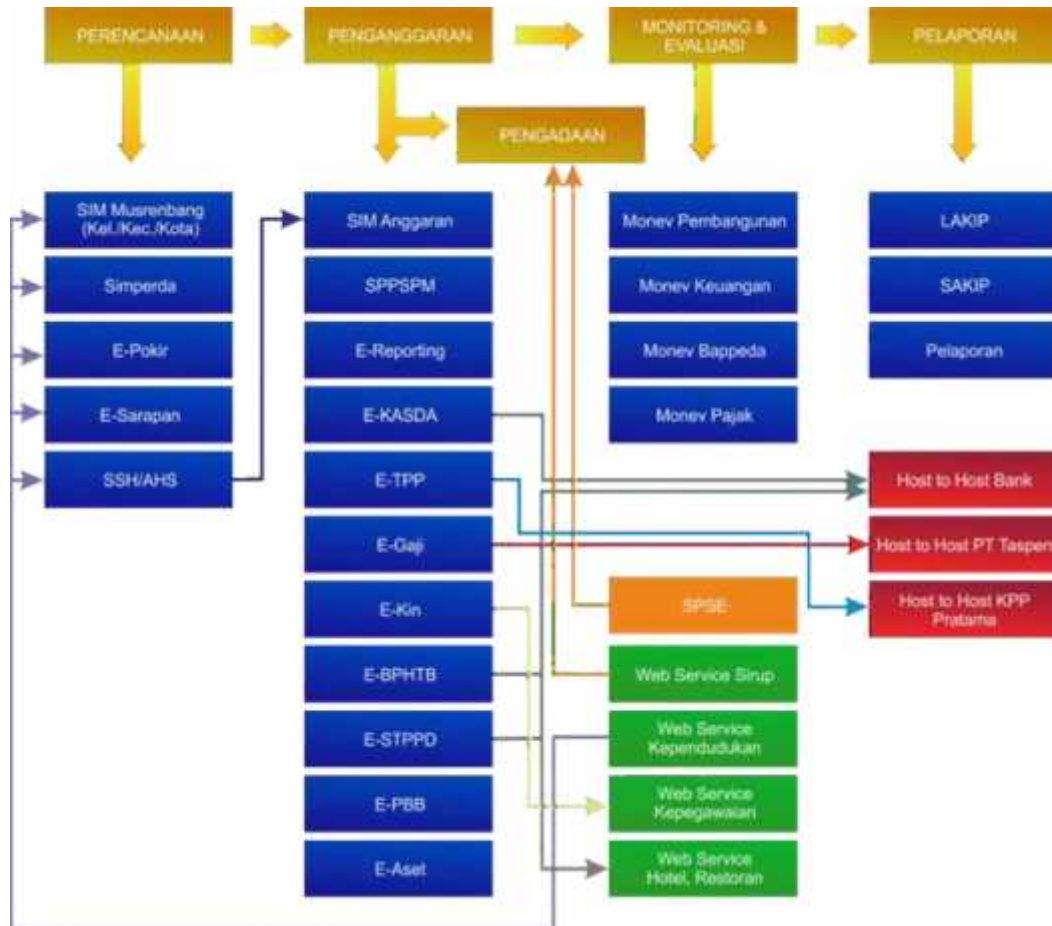 PERENCANAAN
PENGANGGARAN
MONITORING &
EVALUASI
PELAPORAN
PENGADAAN
SIM Musrenbang
(Kel./Kec./Kota)
Simperda
E-Pokir
E-Sarapan
SSH/AHS
SIM Anggaran
SPPSPM
E-Reporting
E-KASDA
E-TPP
E-Gaji
E-Kin
E-BPHTB
E-STPPD
E-PBB
E-Aset
Monev Pembangunan
Monev Keuangan
Monev Bappeda
Monev Pajak
SPSE
Web Service Sirup
Web Service
Kependudukan
Web Service
Kepegawaian
Web Service
Hotel, Restoran
LAKIP
SAKIP
Pelaporan
Host to Host Bank
Host to Host PT Taspen
Host to Host KPP
Pratama